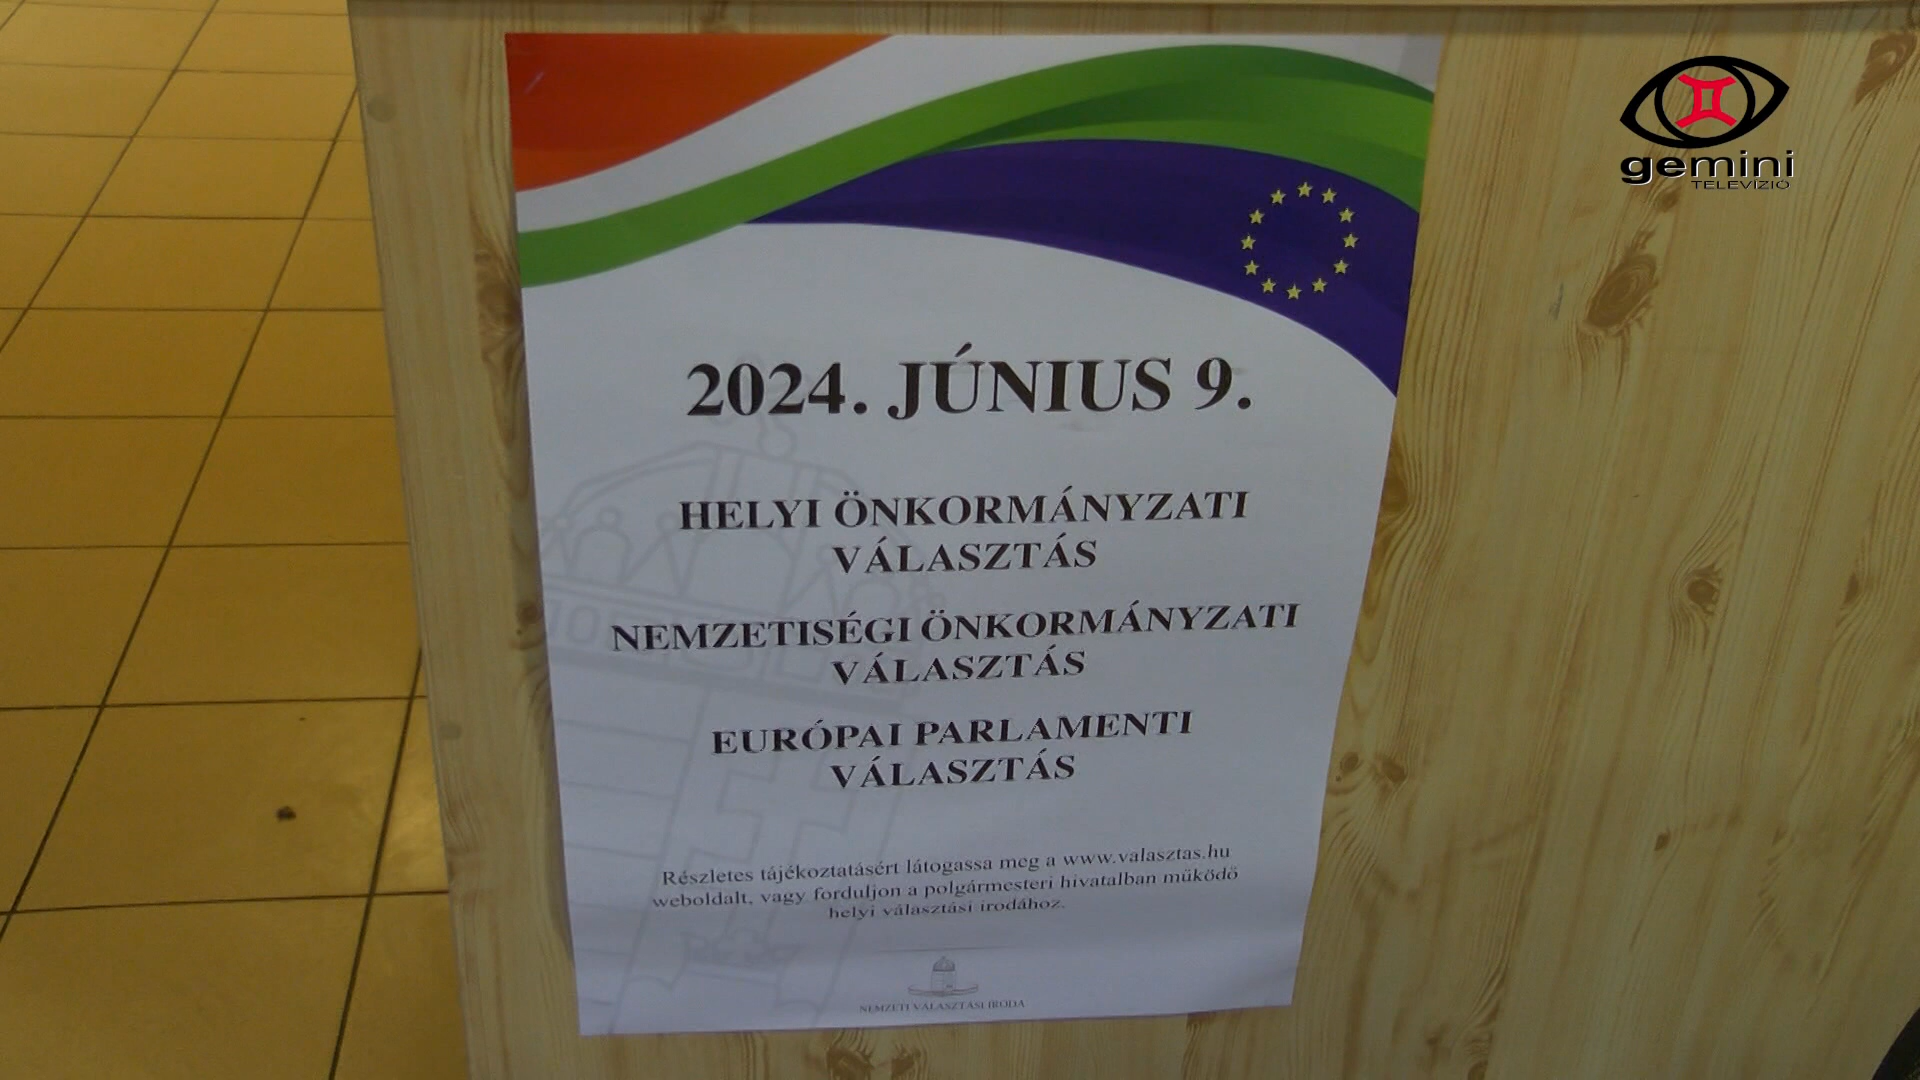 gemini
TELEVÍZIÓ
2024. JÚNIUS 9.
HELYI ÖNKORMÁNYZATI
VÁLASZTÁS
NEMZETISÉGI ÖNKORMÁNYZATI
VÁLASZTÁS
EURÓPAI PARLAMENTI
VÁLASZTÁS
Részletes tájékoztatásért látogassa meg a www.valasztas.hu
weboldalt, vagy forduljon a polgármesteri hivatalban működő
helyi választási irodához.
NEMZETI VÁLASZTÁSI IRODA